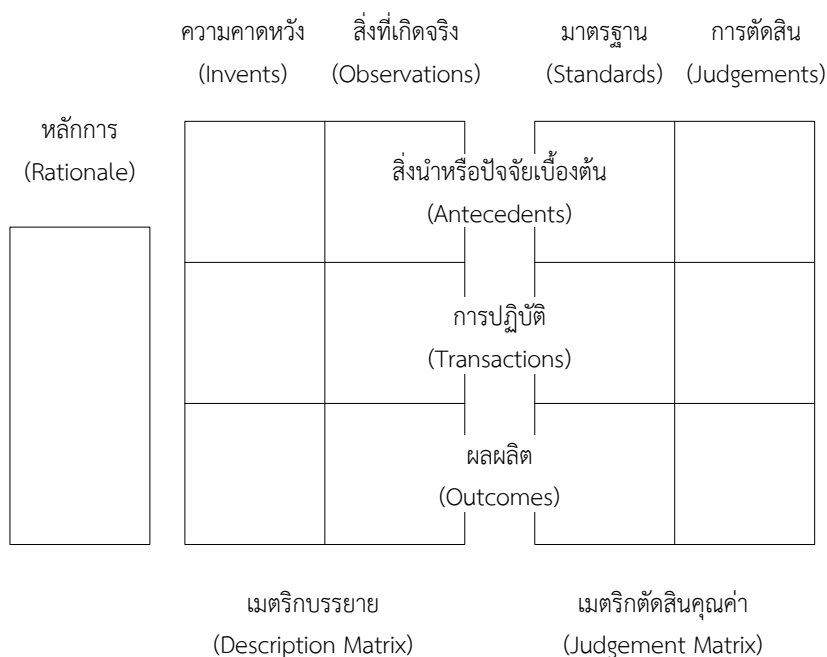 ความคาดหวัง สิ่งที่เกิดจริง มาตรฐาน การตัดสิน
(Invents) (Observations) (Standards) (Judgements)
หลักการ
(Rationale)
สิ่งนำหรือปัจจัยเบื้องต้น
(Antecedents)
การปฏิบัติ
(Transactions)
ผลผลิต
(Outcomes)
เมตริกบรรยาย เมตริกตัดสินคุณค่า
(Description Matrix) (Judgement Matrix)